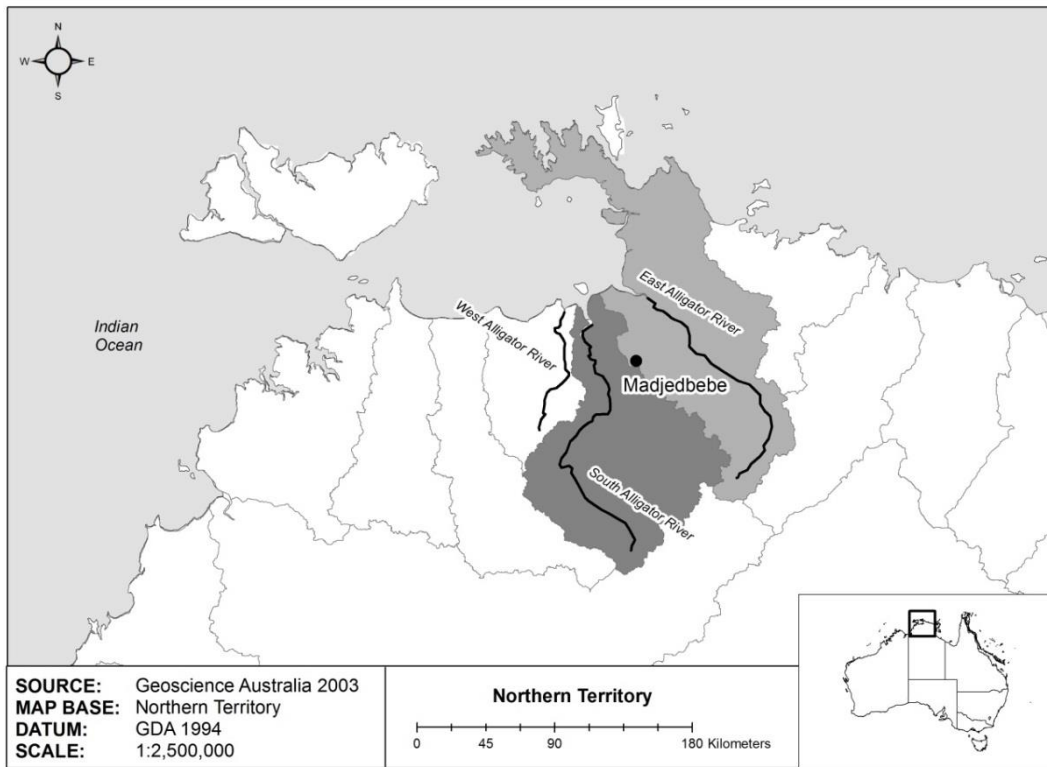 N
W E
S
Indian
Ocean
West Alligator River
East Alligator River
Madjedbebe
South Alligator River
SOURCE: Geoscience Australia 2003
MAP BASE: Northern Territory
DATUM: GDA 1994
SCALE: 1:2,500,000
Northern Territory
0 45 90 180 Kilometers